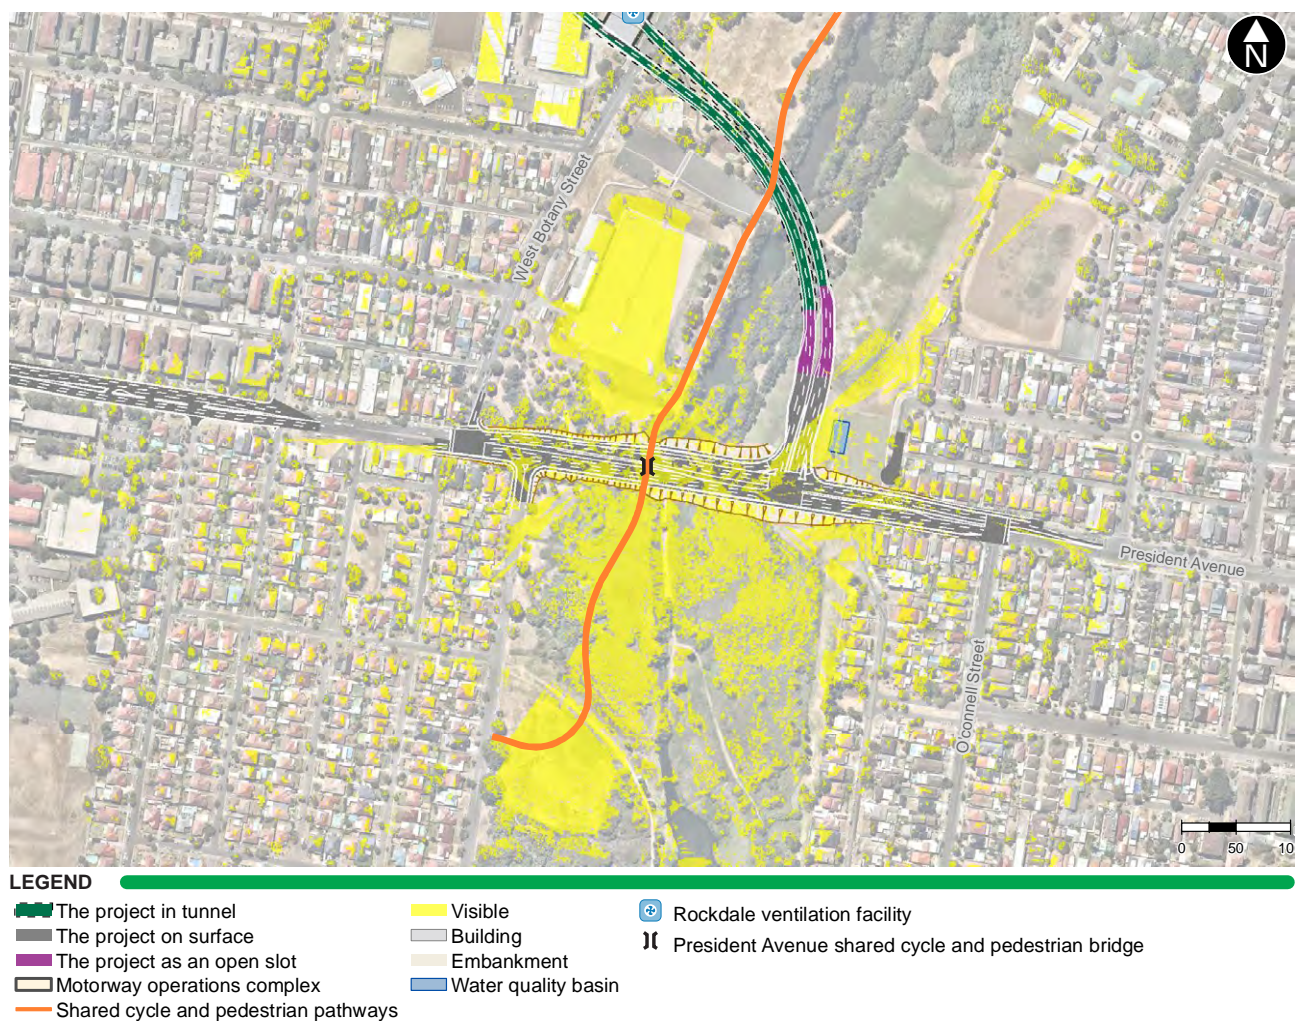 N
West Botany Street
President Avenue
O'connell Street
0 50 10
LEGEND
The project in tunnel
The project on surface
The project as an open slot
Motorway operations complex
Shared cycle and pedestrian pathways
Visible
Building
Embankment
Water quality basin
Rockdale ventilation facility
President Avenue shared cycle and pedestrian bridge